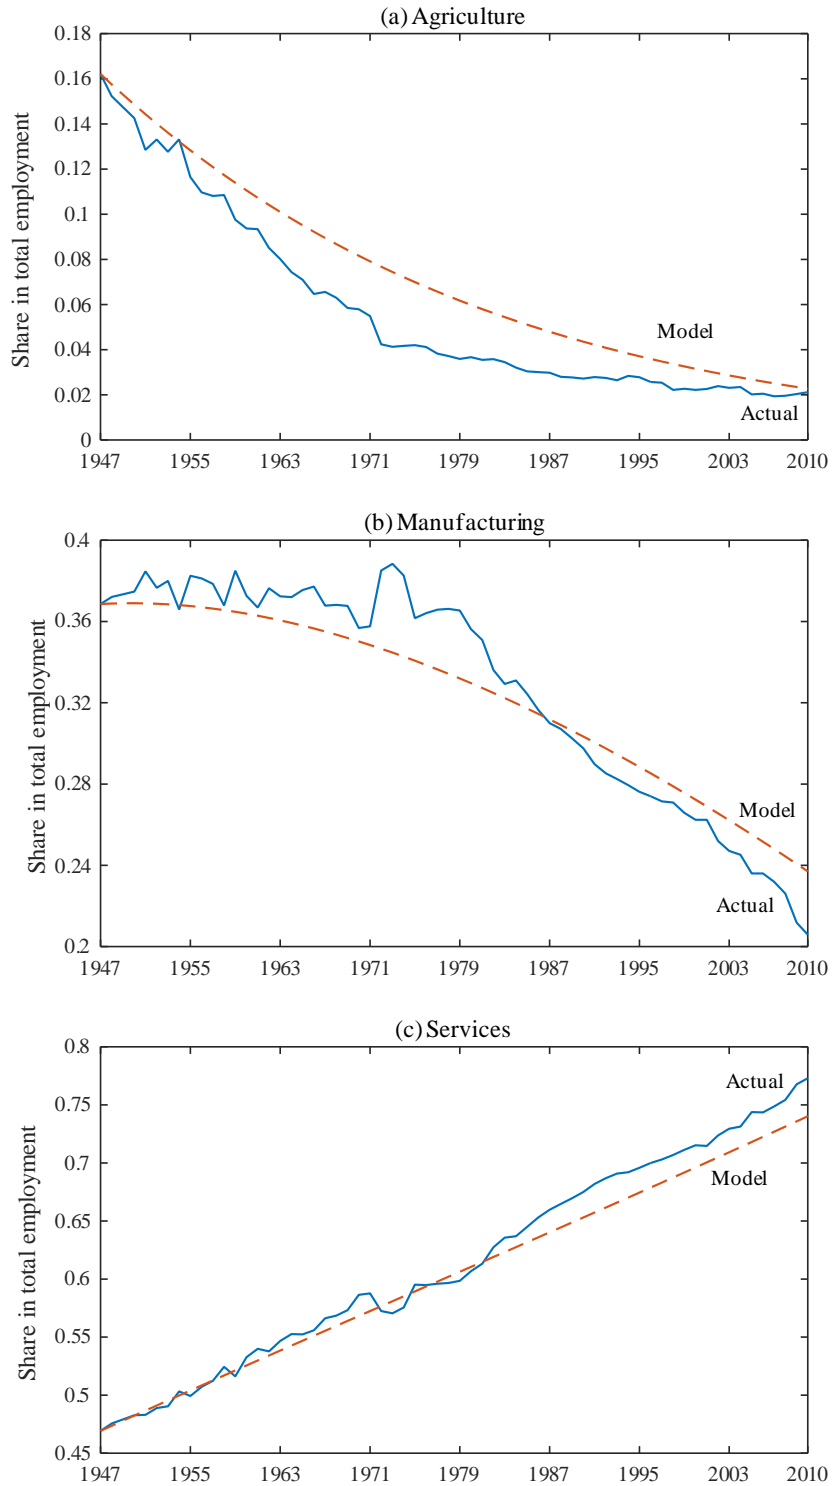 (a) Agriculture
0.18
0.16
0.14
0.12
0.1
0.08
0.06
0.04
0.02
0
Share in total employment
Model
Actual
1947 1955 1963 1971 1979 1987 1995 2003 2010
(b) Manufacturing
0.4
0.36
0.32
0.28
0.24
0.2
Share in total employment
Model
Actual
1947 1955 1963 1971 1979 1987 1995 2003 2010
(c) Services
0.8
0.75
0.7
0.65
0.6
0.55
0.5
0.45
Share in total employment
Actual
Model
1947 1955 1963 1971 1979 1987 1995 2003 2010